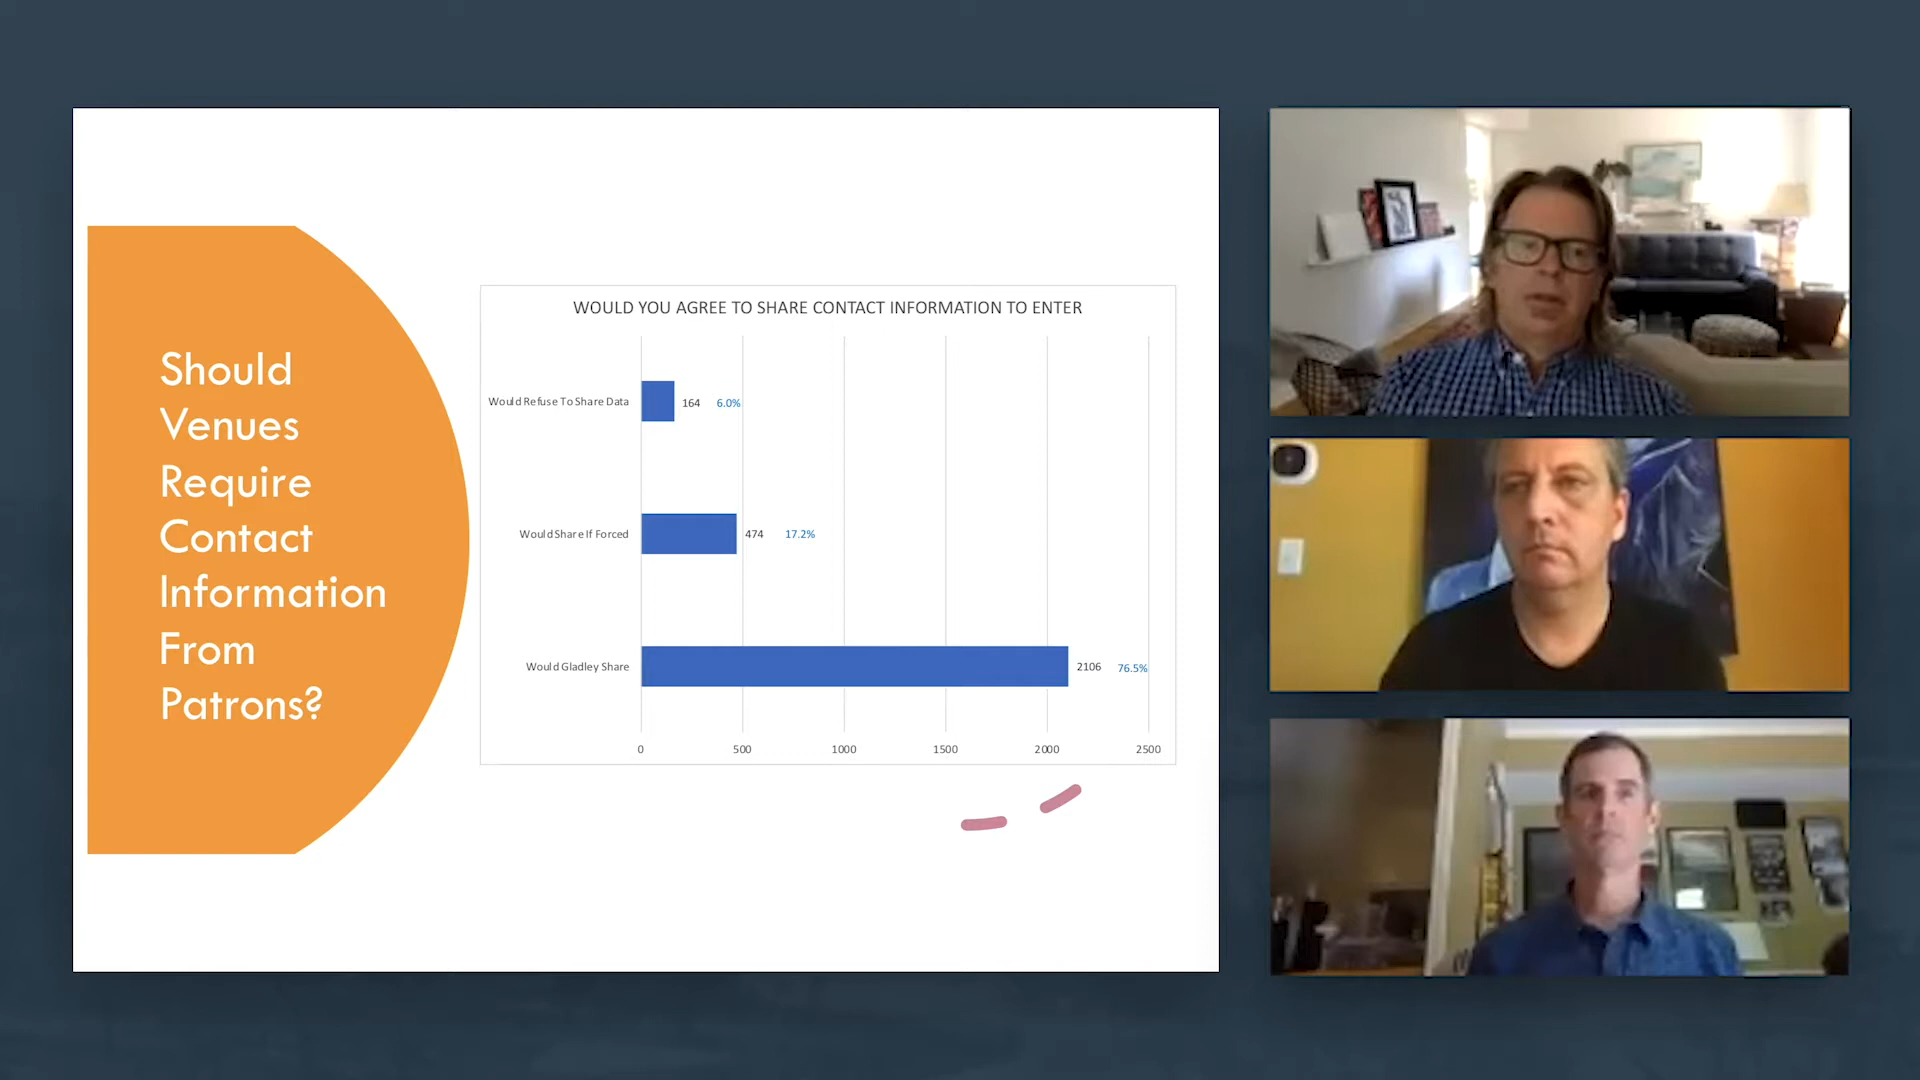 Should
Venues
Require
Contact
Information
From
Patrons?
WOULD YOU AGREE TO SHARE CONTACT INFORMATION TO ENTER
Would Refuse To Share Data 164 6.0%
Would Share If Forced 474 17.2%
Would Gladley Share 2106 76.5%
0 500 1000 1500 2000 2500